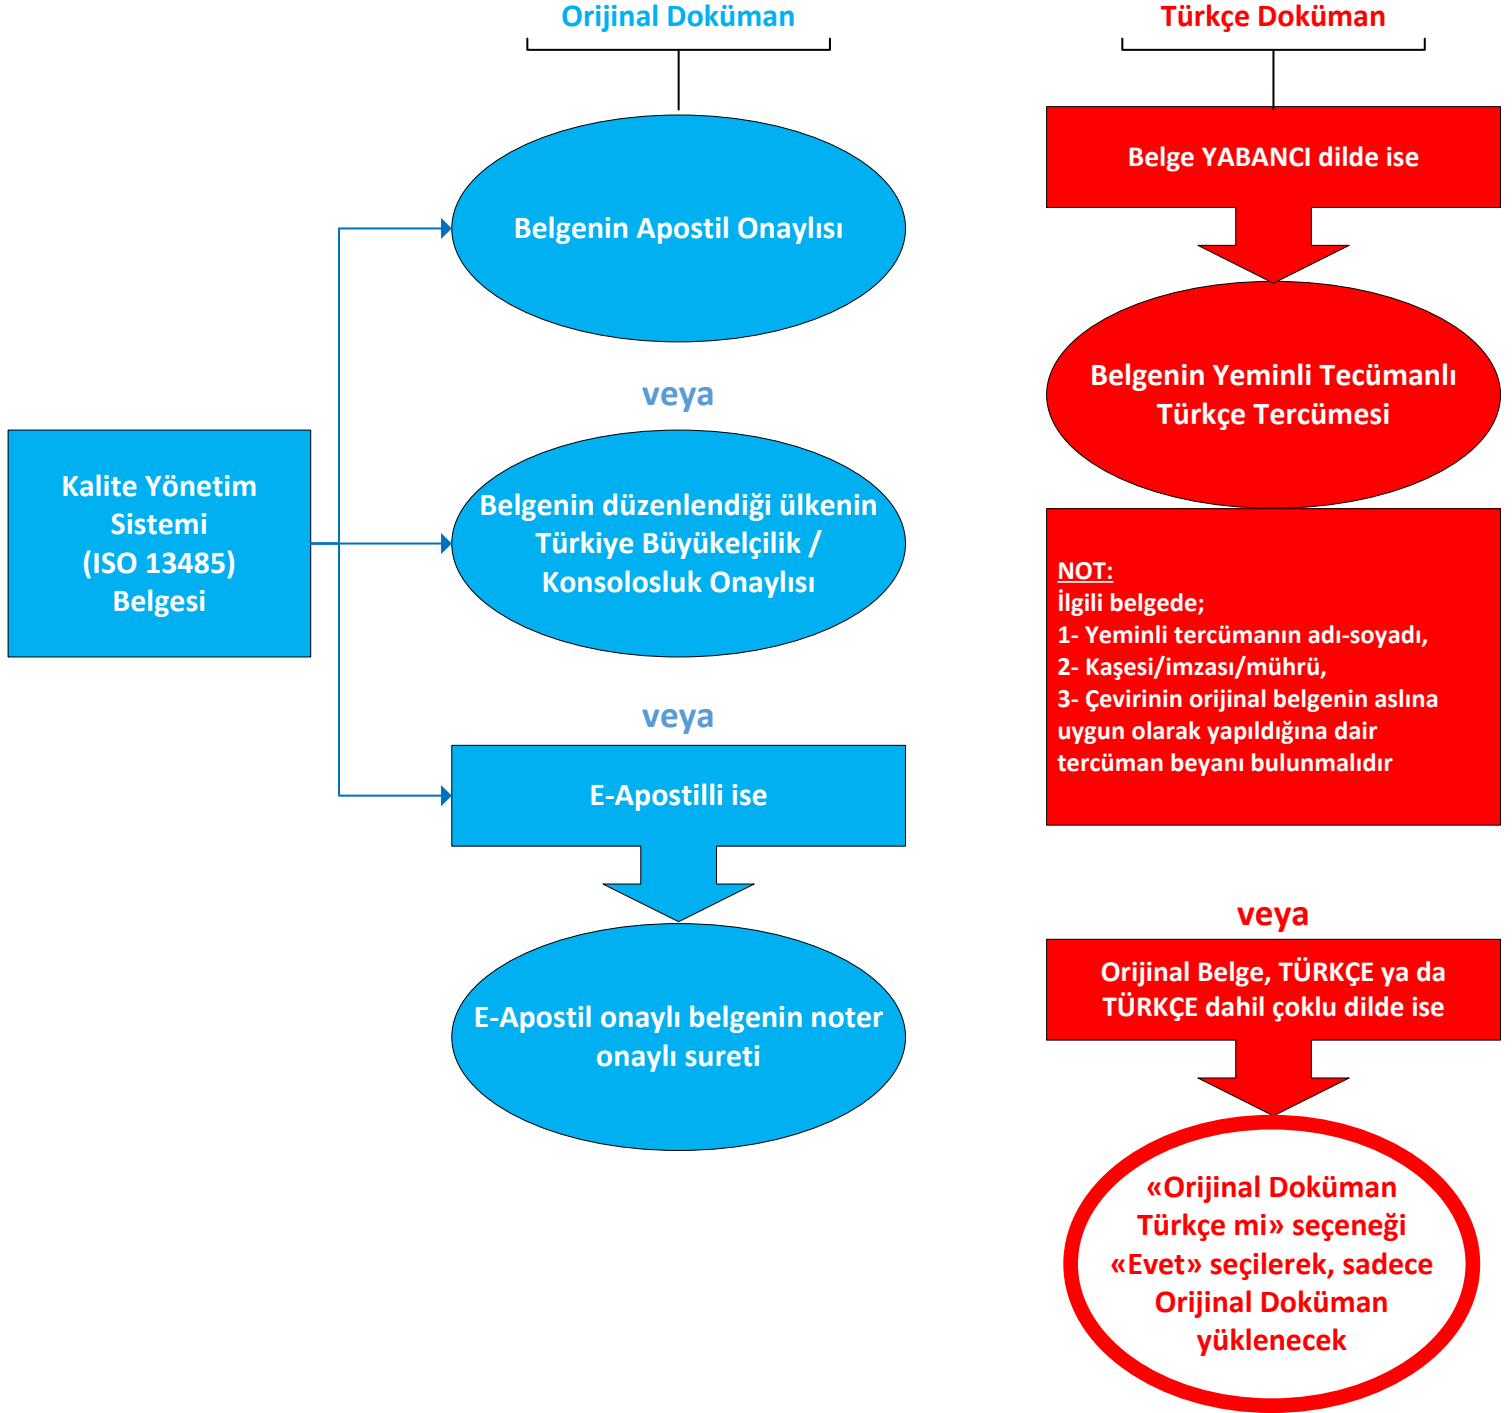 Orijinal Doküman
Türkçe Doküman
Kalite Yönetim
Sistemi
(ISO 13485)
Belgesi
Belgenin Apostil Onaylısı
veya
Belgenin düzenlendiği ülkenin
Türkiye Büyükelçilik /
Konsolosluk Onaylısı
veya
E-Apostilli ise
E-Apostil onaylı belgenin noter
onaylı sureti
Belge YABANCI dilde ise
Belgenin Yeminli Tecümanlı
Türkçe Tercümesi
NOT:
İlgili belgede;
1- Yeminli tercümanın adı-soyadı,
2- Kaşesi/imzası/mührü,
3- Çevirinin orijinal belgenin aslına
uygun olarak yapıldığına dair
tercüman beyanı bulunmalıdır
veya
Orijinal Belge, TÜRKÇE ya da
TÜRKÇE dahil çoklu dilde ise
«Orijinal Doküman
Türkçe mi» seçeneği
«Evet» seçilerek, sadece
Orijinal Doküman
yüklenecek